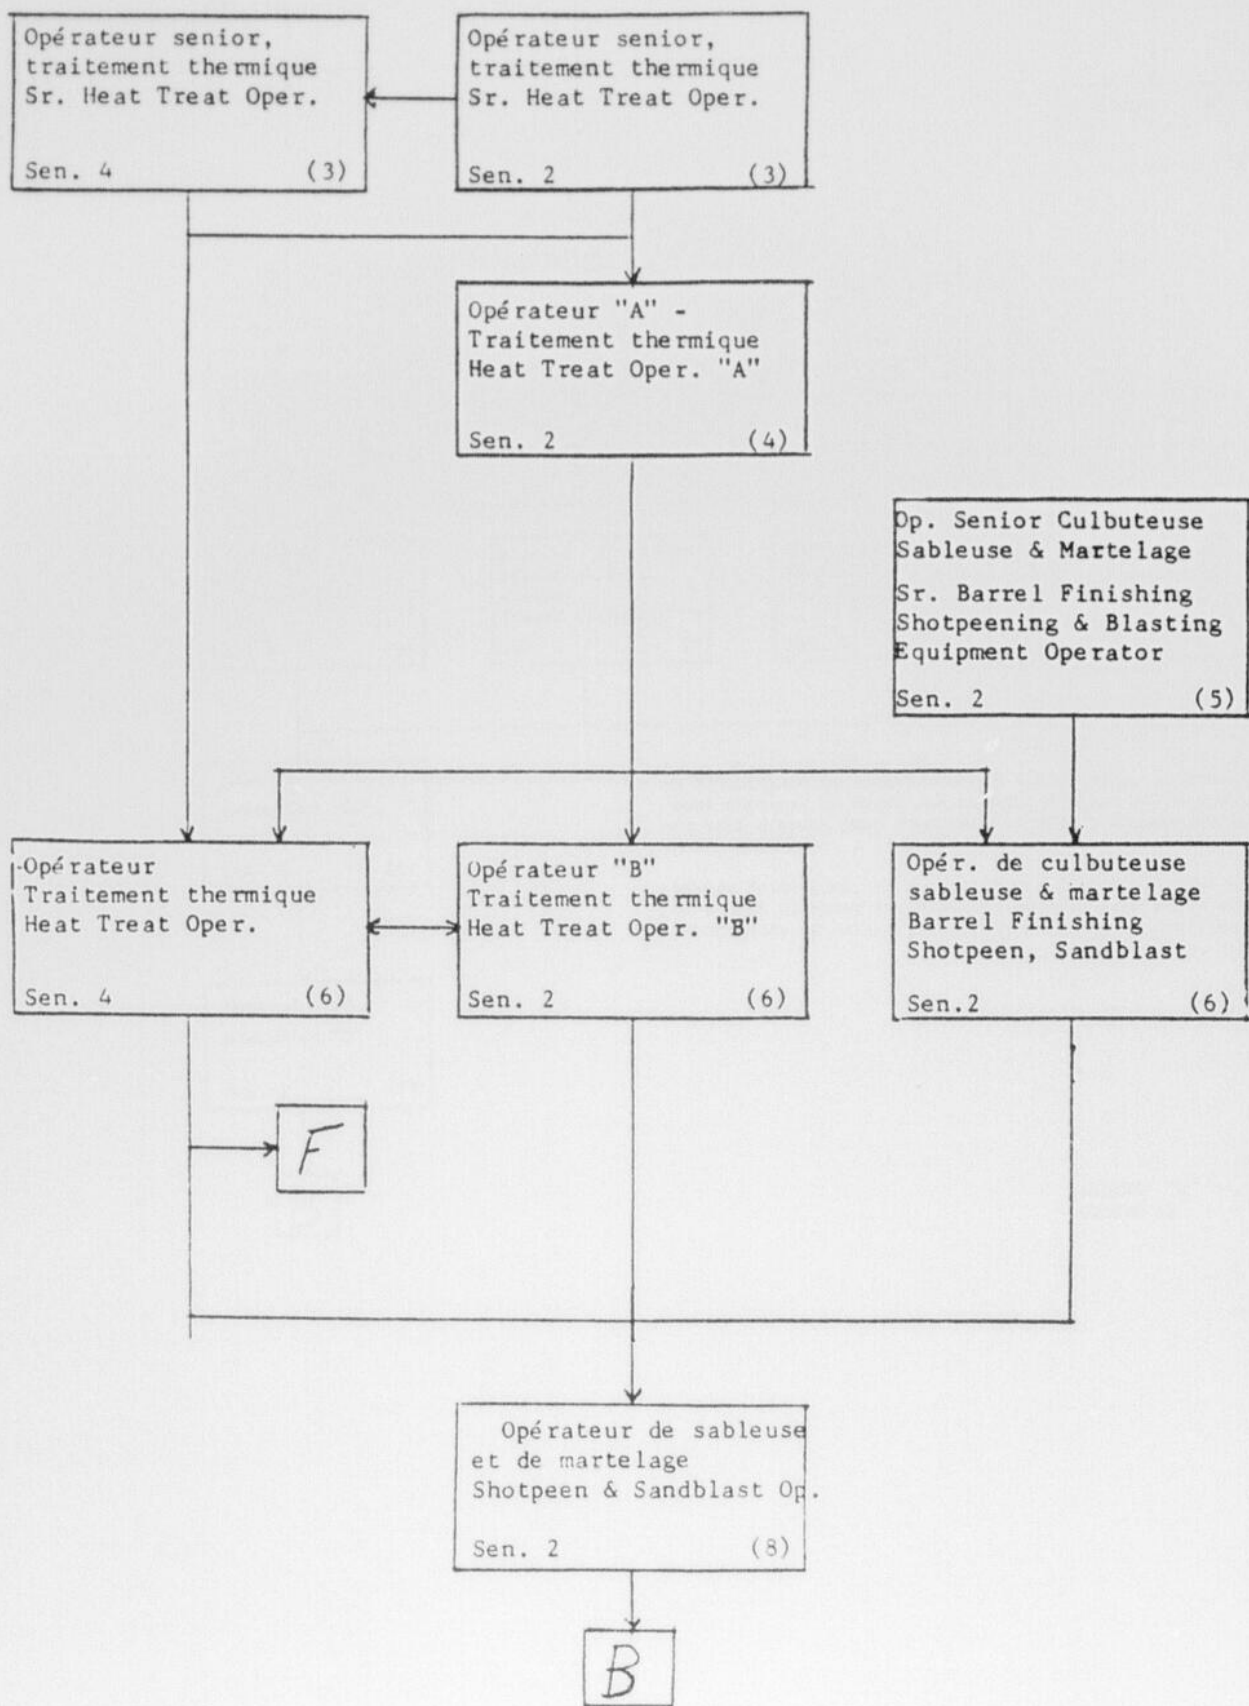 Opérateur senior,
traitement thermique
Sr. Heat Treat Oper.
Sen. 4 (3)
Opérateur senior,
traitement thermique
Sr. Heat Treat Oper.
Sen. 2 (3)
Opérateur "A" -
Traitement thermique
Heat Treat Oper. "A"
Sen. 2 (4)
Op. Senior Culbuteuse
Sableuse & Martelage
Sr. Barrel Finishing
Shotpeening & Blasting
Equipment Operator
Sen. 2 (5)
Opérateur
Traitement thermique
Heat Treat Oper.
Sen. 4 (6)
Opérateur "B"
Traitement thermique
Heat Treat Oper. "B"
Sen. 2 (6)
Opér. de culbuteuse
sableuse & martelage
Barrel Finishing
Shotpeen, Sandblast
Sen.2 (6)
F
Opérateur de sableuse
et de martelage
Shotpeen & Sandblast Op.
Sen. 2 (8)
B